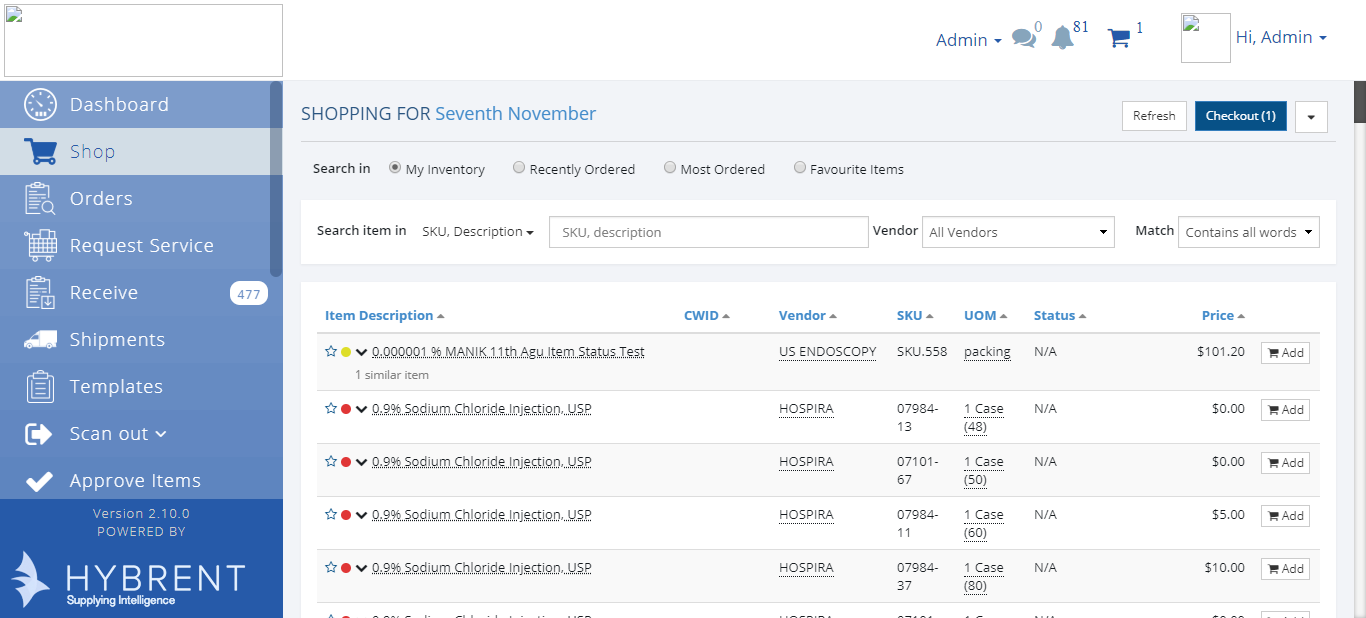 Admin 0 81 1 Hi, Admin
Dashboard
Shop
Orders
Request Service
Receive 477
Shipments
Templates
Scan out
Approve Items
Version 2.10.0
POWERED BY
HYBRENT
Supplying Intelligence
SHOPPING FOR Seventh November Refresh Checkout (1)
Search in My Inventory Recently Ordered Most Ordered Favourite Items
Search item in SKU, Description SKU, description Vendor All Vendors Match Contains all words
Item Description CWID Vendor SKU UOM Status Price
0.000001 % MANIK 11th Agu Item Status Test US ENDOSCOPY SKU.558 packing N/A $101.20 Add
1 similar item
0.9% Sodium Chloride Injection, USP HOSPIRA 07984- 1 Case N/A $0.00 Add
13 (48)
0.9% Sodium Chloride Injection, USP HOSPIRA 07101- 1 Case N/A $0.00 Add
67 (50)
0.9% Sodium Chloride Injection, USP HOSPIRA 07984- 1 Case N/A $5.00 Add
11 (60)
0.9% Sodium Chloride Injection, USP HOSPIRA 07984- 1 Case N/A $10.00 Add
37 (80)